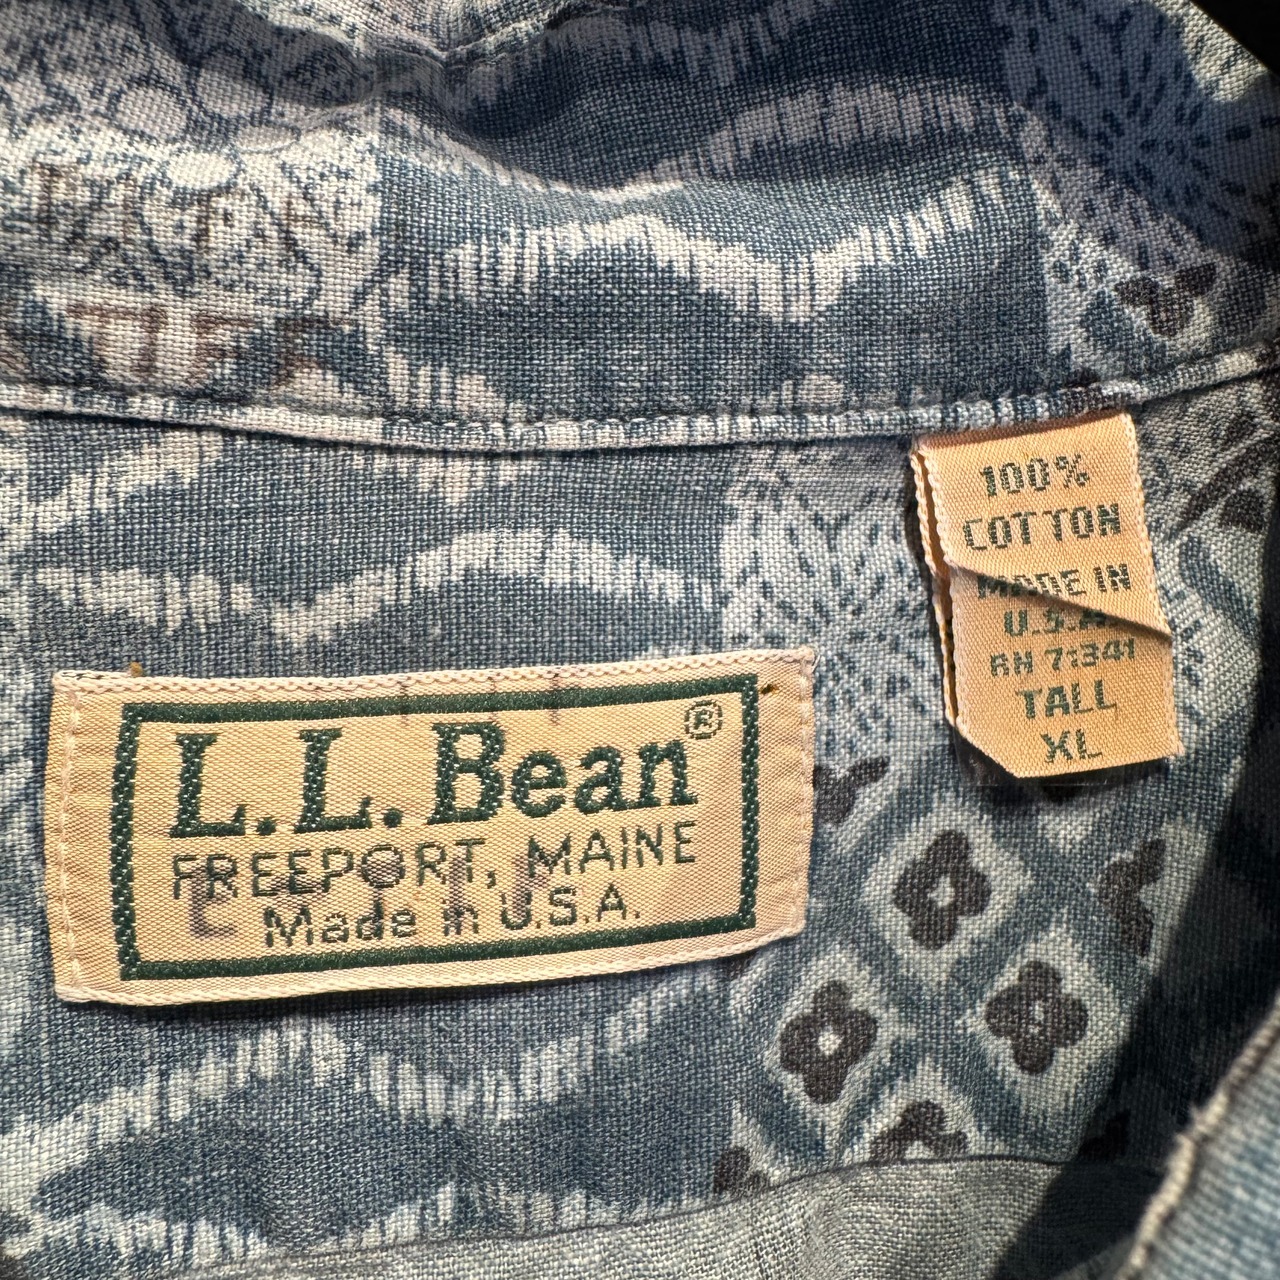 100%
COTTON
MADE IN
U.S.A.
RN 71341
TALL
XL
L.L.Bean®
FREEPORT, MAINE
Made in U.S.A.